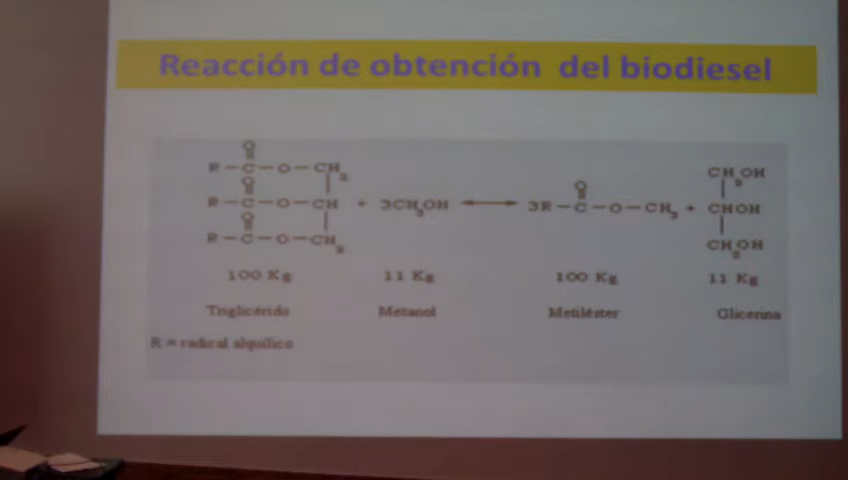 Reacción de obtención del biodiesel
O
R-C-O-CH2
O
R-C-O-CH + 3CH3OH ⟷ 3R-C-O-CH3 + CHOH
O
R-C-O-CH2
O
CH2OH
CH2OH
100 Kg 11 Kg 100 Kg 11 Kg
Triglicérido Metanol Metiléster Glicerina
R = radical alquílico